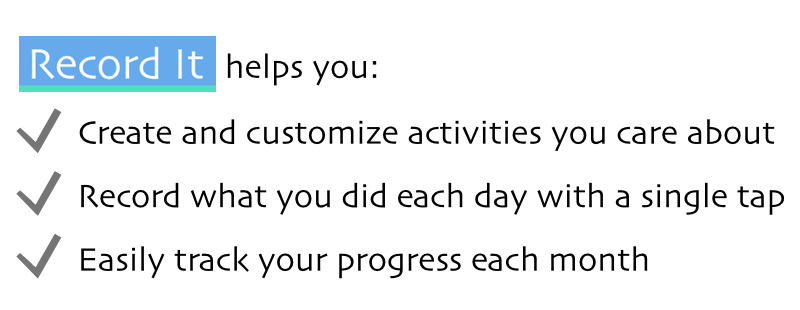 Record It helps you:
Create and customize activities you care about
Record what you did each day with a single tap
Easily track your progress each month